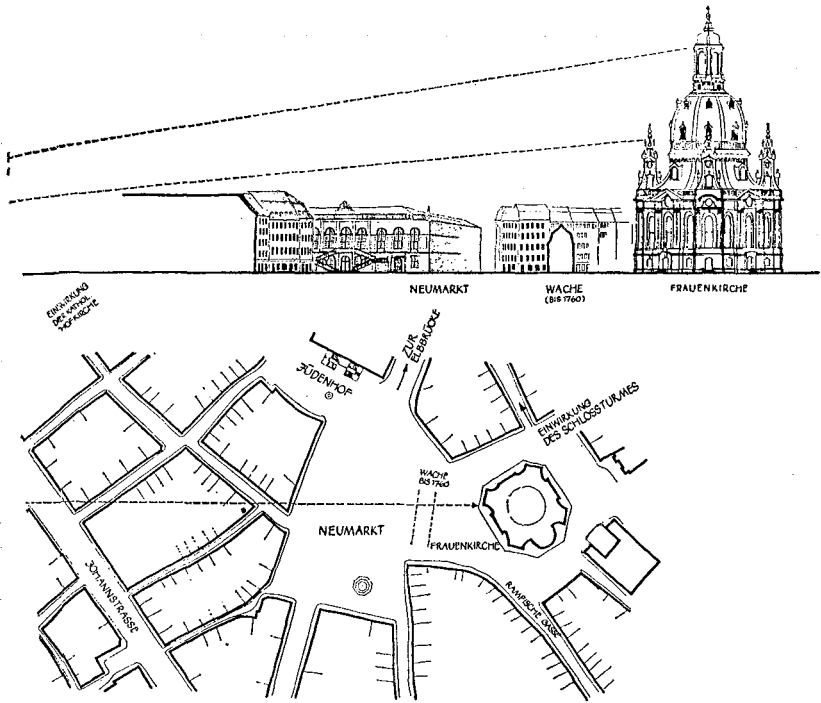 NEUMARKT
WACHE
(BIS 1760)
FRAUENKIRCHE
EINWIRKUNG
DER KATHOL
HOFKIRCHE
JÜDENHOF
ZUR
ELBBRÜCKE
EINWIRKUNG
DES SCHLOSSTURMES
WACHE
BIS 1760
NEUMARKT
FRAUENKIRCHE
JOHANNSTRASSE
RAMPISCHE GASSE